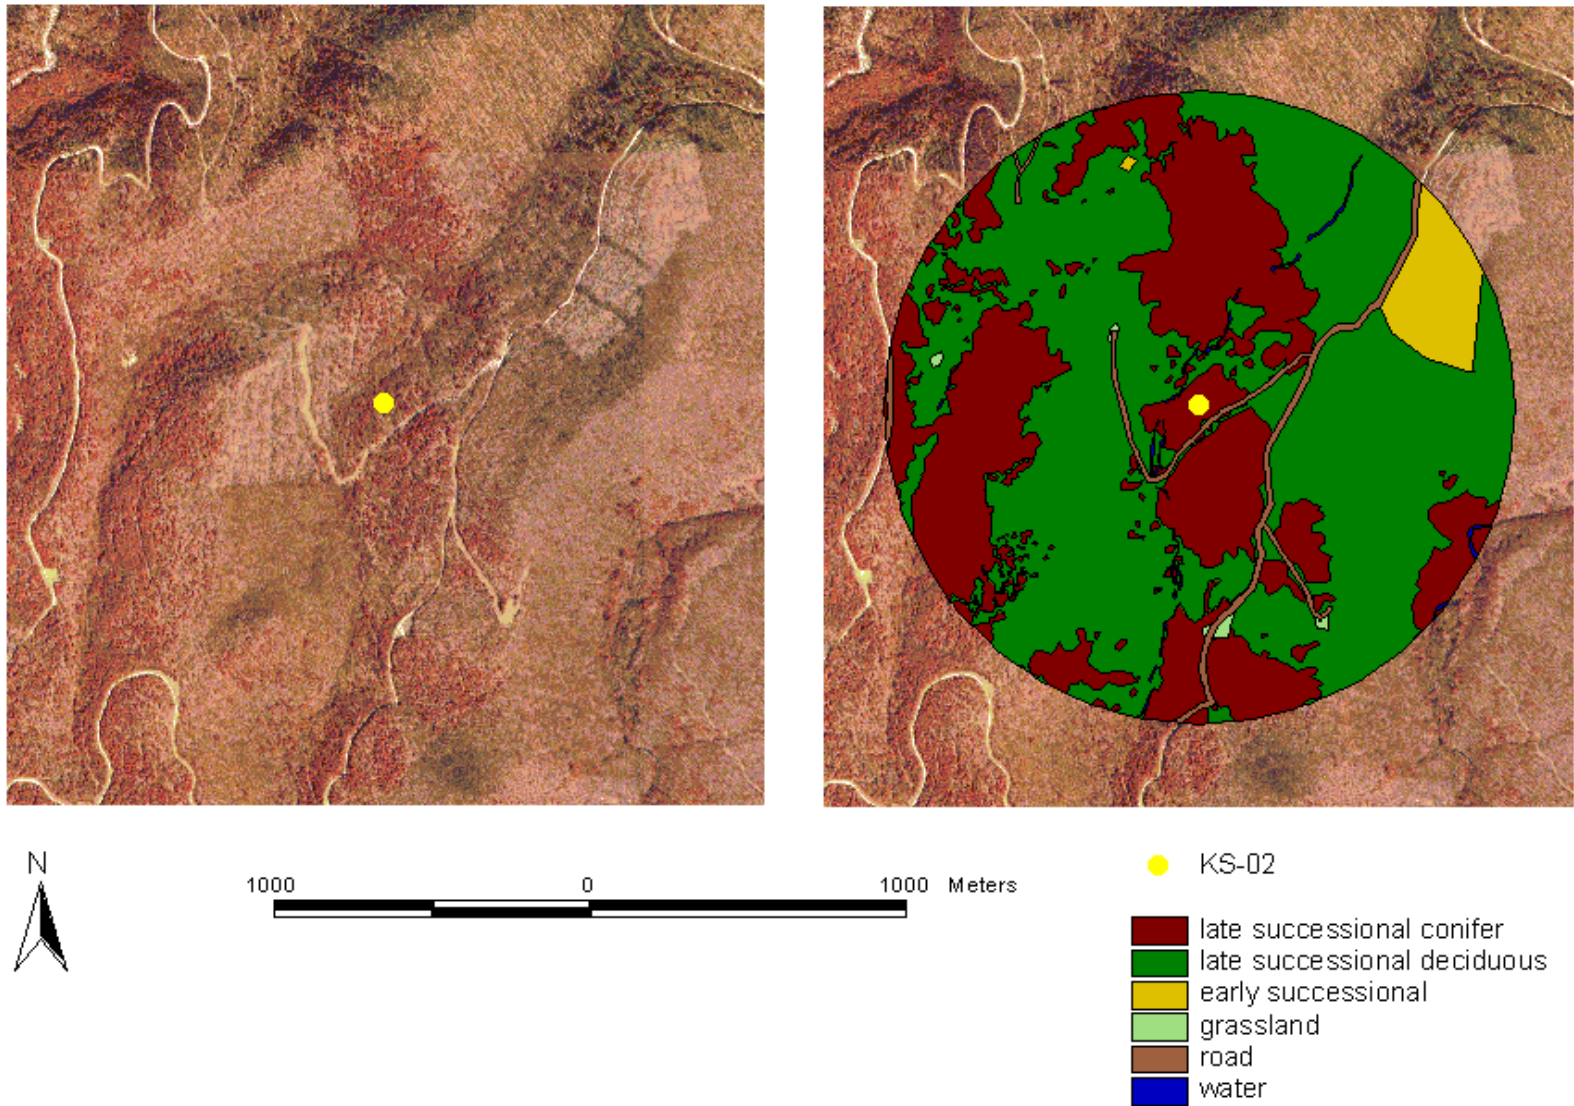 N
1000 0 1000 Meters
KS-02
late successional conifer
late successional deciduous
early successional
grassland
road
water